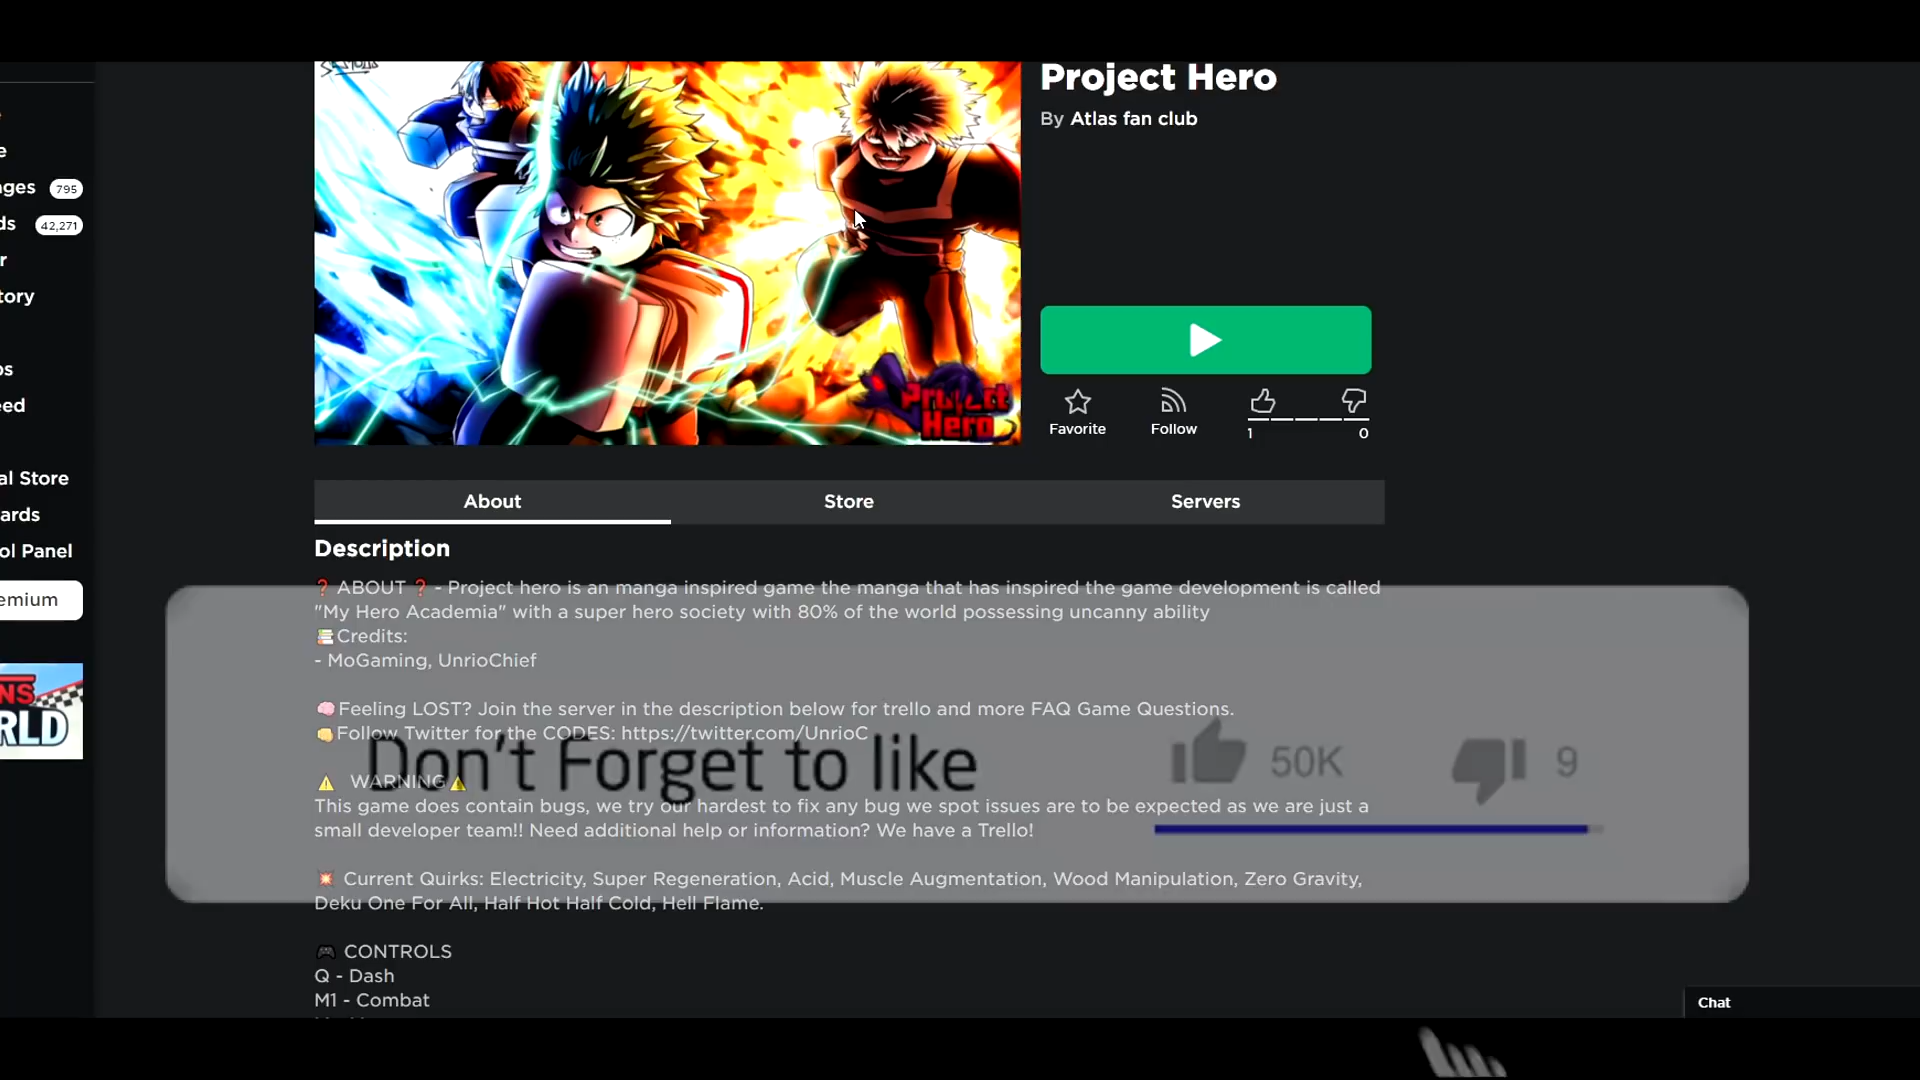 Project Hero
By Atlas fan club
e
ages 795
ds 42,271
r
tory
os
eed
al Store
ards
ol Panel
emium
NS
RLD
Project
Hero
Favorite
Follow
1
0
About
Store
Servers
Description
❓ ABOUT ❓ - Project hero is an manga inspired game the manga that has inspired the game development is called
"My Hero Academia" with a super hero society with 80% of the world possessing uncanny ability
📚Credits:
- MoGaming, UnrioChief
🧠Feeling LOST? Join the server in the description below for trello and more FAQ Game Questions.
👊Follow Twitter for the CODES: https://twitter.com/UnrioC
Don't Forget to like
50K
9
⚠️ WARNING⚠️
This game does contain bugs, we try our hardest to fix any bug we spot issues are to be expected as we are just a
small developer team!! Need additional help or information? We have a Trello!
💥 Current Quirks: Electricity, Super Regeneration, Acid, Muscle Augmentation, Wood Manipulation, Zero Gravity,
Deku One For All, Half Hot Half Cold, Hell Flame.
🎮 CONTROLS
Q - Dash
M1 - Combat
Chat